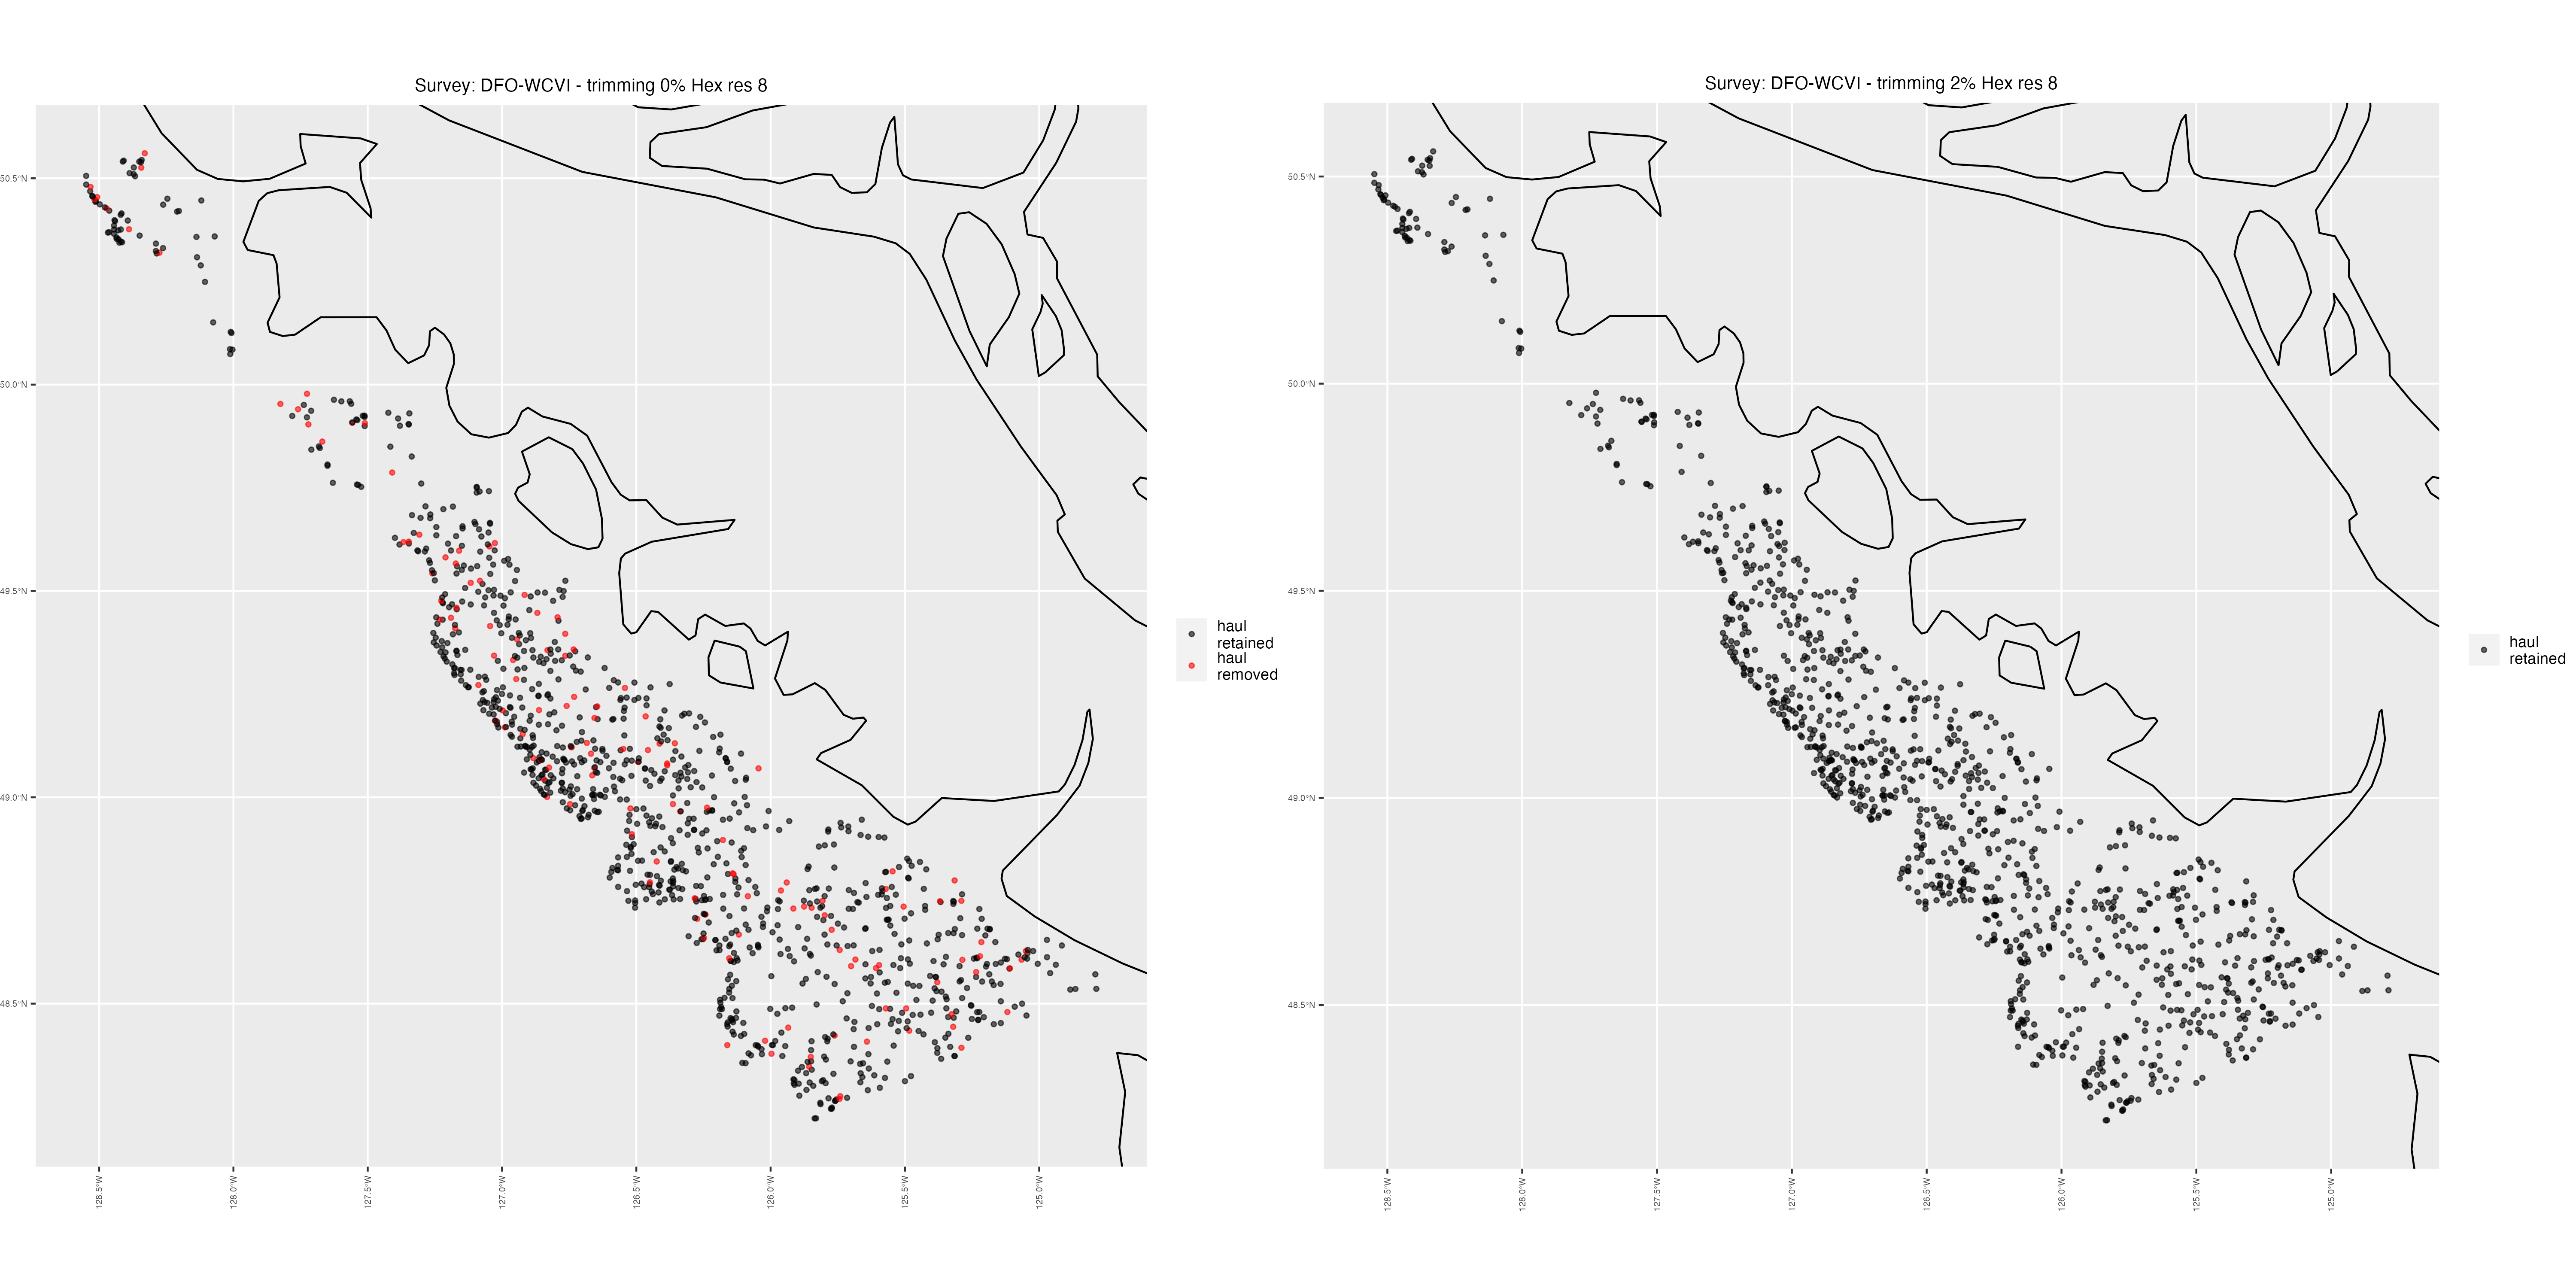 Survey: DFO-WCVI - trimming 0% Hex res 8
50.5°N
50.0°N
49.5°N
49.0°N
48.5°N
128.5°W
128.0°W
127.5°W
127.0°W
126.5°W
126.0°W
125.5°W
125.0°W
haul
retained
haul
removed
Survey: DFO-WCVI - trimming 2% Hex res 8
50.5°N
50.0°N
49.5°N
49.0°N
48.5°N
128.5°W
128.0°W
127.5°W
127.0°W
126.5°W
126.0°W
125.5°W
125.0°W
haul
retained